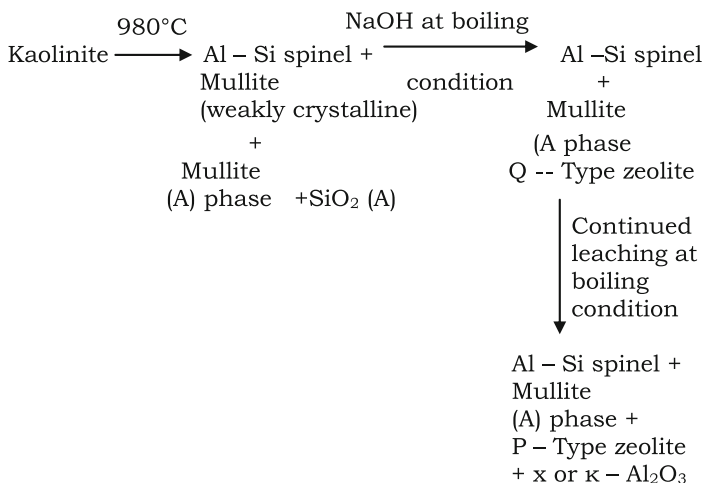 980°C
Kaolinite
Al – Si spinel +
Mullite
(weakly crystalline)
+
Mullite
(A) phase +SiO₂ (A)
NaOH at boiling
condition
Al –Si spinel
+
Mullite
(A phase
Q -- Type zeolite
Continued
leaching at
boiling
condition
Al – Si spinel +
Mullite
(A) phase +
P – Type zeolite
+ x or κ – Al₂O₃